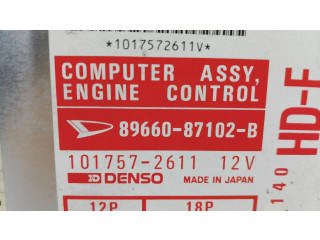 *1017572611V*
COMPUTER ASSY,
ENGINE CONTROL
89660-87102-B
101757-2611 12V
DENSO MADE IN JAPAN
12P 18P
HD-F
140